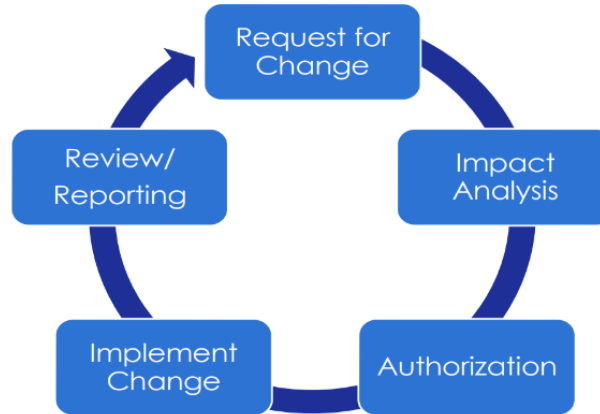 Request for
Change
Impact
Analysis
Authorization
Implement
Change
Review/
Reporting